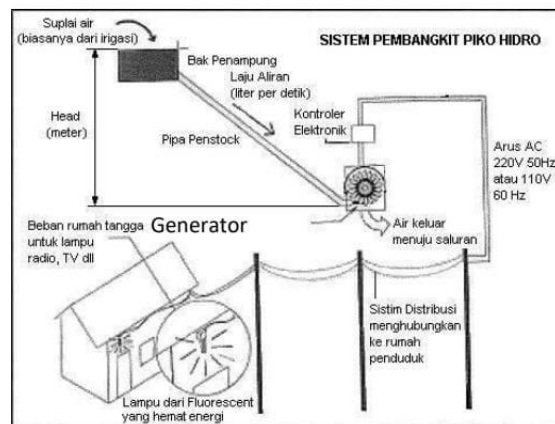 Suplai air
(biasanya dari irigasi)
SISTEM PEMBANGKIT PIKO HIDRO
Bak Penampung
Laju Aliran
(liter per detik)
Head
(meter)
Pipa Penstock
Kontroler
Elektronik
Arus AC
220V 50Hz
atau 110V
60 Hz
Generator
Air keluar
menuju saluran
Beban rumah tangga
untuk lampu
radio, TV dll
Sistim Distribusi
menghubungkan
ke rumah
penduduk
Lampu dari Fluorescent
yang hemat energi